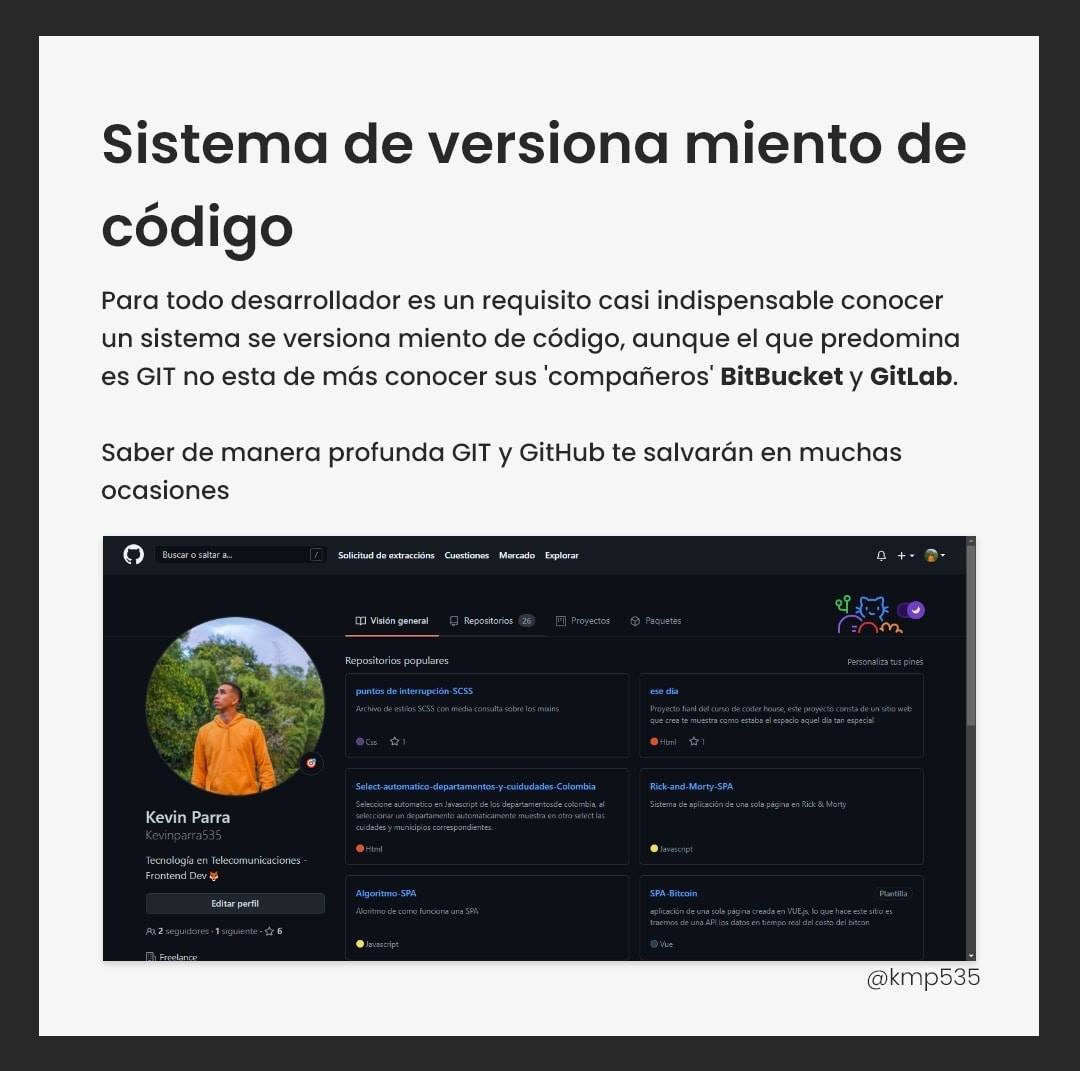 Sistema de versiona miento de
código
Para todo desarrollador es un requisito casi indispensable conocer
un sistema se versiona miento de código, aunque el que predomina
es GIT no esta de más conocer sus 'compañeros' BitBucket y GitLab.
Saber de manera profunda GIT y GitHub te salvarán en muchas
ocasiones
Buscar o saltar a... / Solicitud de extraccións Cuestiones Mercado Explorar
Visión general Repositorios 26 Proyectos Paquetes
Repositorios populares Personaliza tus pines
puntos de interrupción-SCSS
Archivo de estilos SCSS con media consulta sobre los mixins
Css 1
ese día
Proyecto fianl del curso de coder house, este proyecto consta de un sitio web
que crea te muestra como estaba el espacio aquel día tan especial
Html 1
Select-automatico-departamentos-y-cuidudades-Colombia
Seleccione automatico en Javascript de los departamentosde colombia, al
seleccionar un departamento automaticamente muestra en otro select las
cuidades y municipios correspondientes.
Html
Rick-and-Morty-SPA
Sistema de aplicación de una sola página en Rick & Morty
Javascript
Algoritmo-SPA
Aloritmo de como funciona una SPA
Javascript
SPA-Bitcoin Plantilla
aplicación de una sola página creada en VUEjs, lo que hace este sitio es
traernos de una API los datos en tiempo real del costo del bitcon
Vue
Kevin Parra
Kevinparra535
Tecnología en Telecomunicaciones -
Frontend Dev
Editar perfil
2 seguidores · 1 siguiente · 6
Freelance
@kmp535